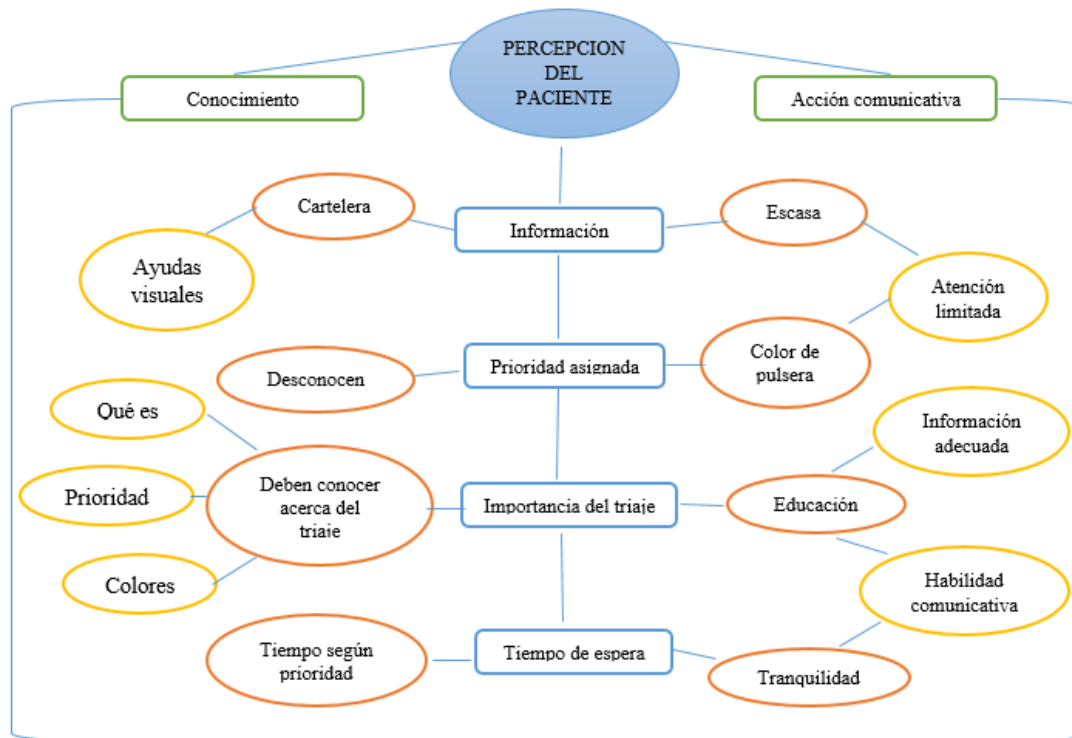 PERCEPCION
DEL
PACIENTE
Conocimiento
Acción comunicativa
Cartelera
Información
Escasa
Ayudas
visuales
Atención
limitada
Desconocen
Prioridad asignada
Color de
pulsera
Qué es
Información
adecuada
Prioridad
Deben conocer
acerca del
triaje
Importancia del triaje
Educación
Colores
Habilidad
comunicativa
Tiempo según
prioridad
Tiempo de espera
Tranquilidad